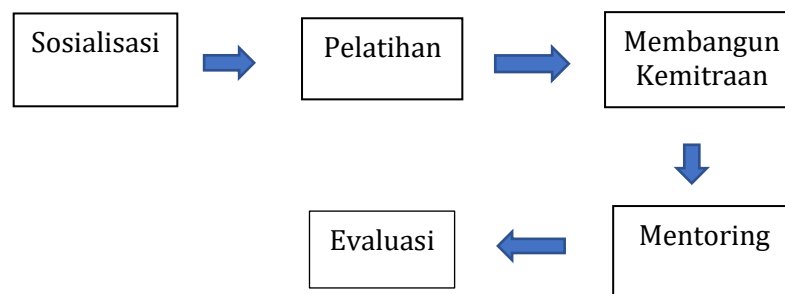 Sosialisasi
Pelatihan
Membangun
Kemitraan
Mentoring
Evaluasi